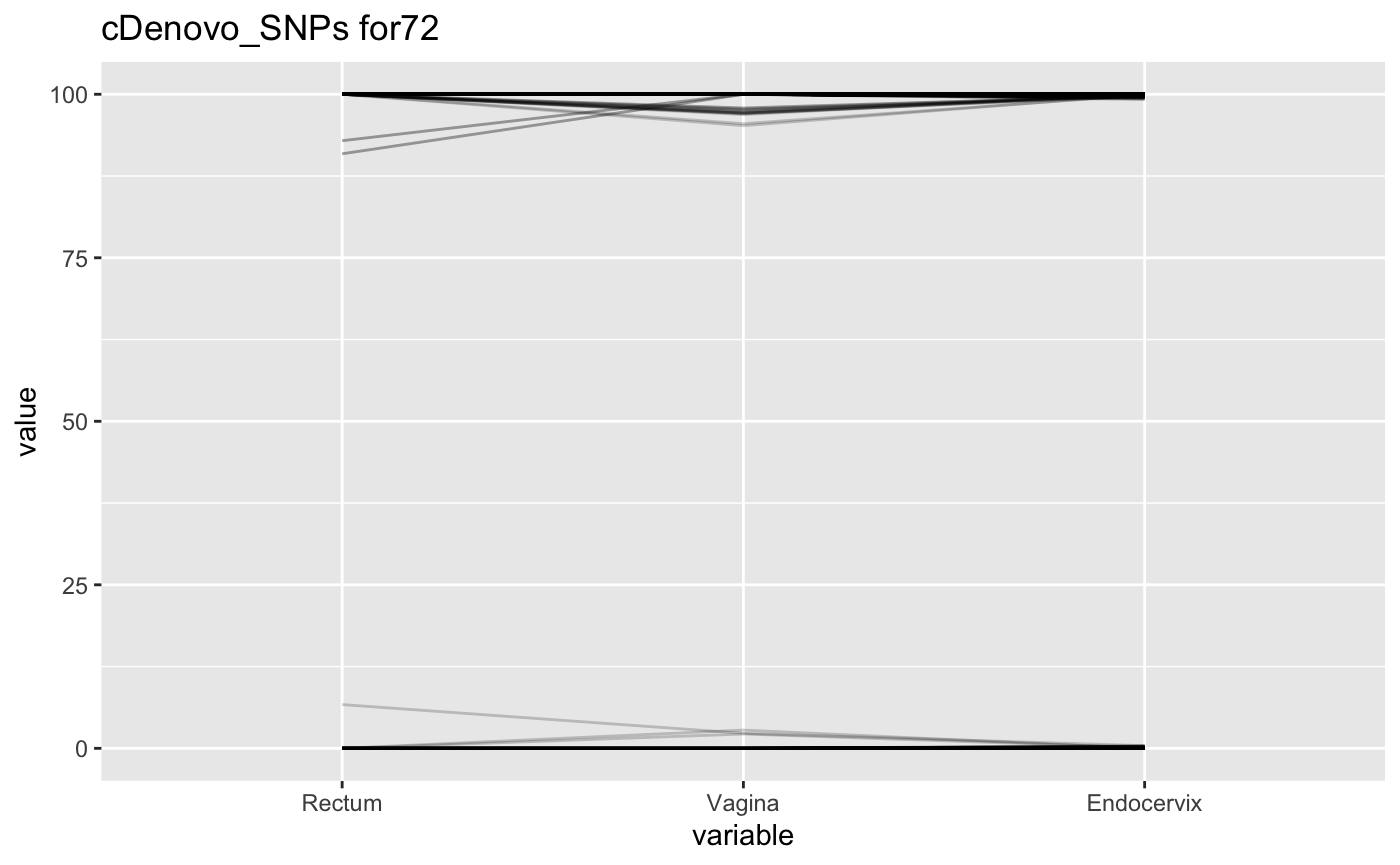 cDenovo_SNPs for72
100
75
50
25
0
value
Rectum
Vagina
Endocervix
variable